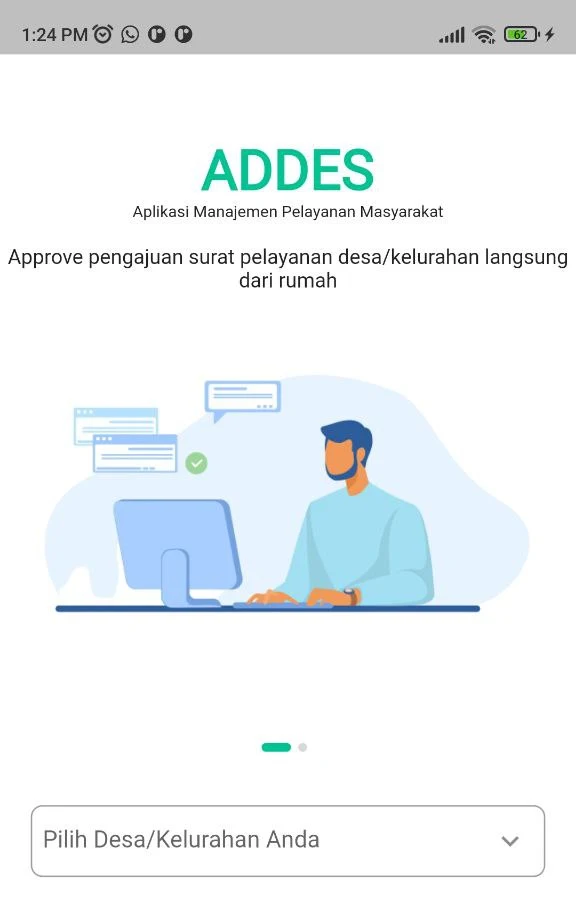 1:24 PM
62
ADDES
Aplikasi Manajemen Pelayanan Masyarakat
Approve pengajuan surat pelayanan desa/kelurahan langsung
dari rumah
Pilih Desa/Kelurahan Anda